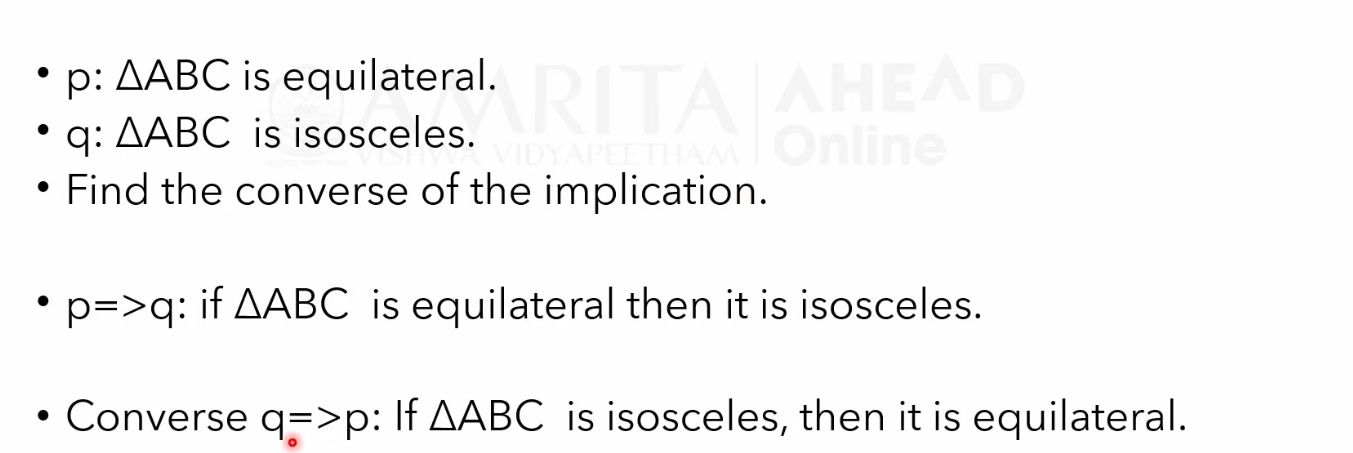 • p: ΔABC is equilateral.
• q: ΔABC is isosceles.
• Find the converse of the implication.
• p=>q: if ΔABC is equilateral then it is isosceles.
• Converse q=>p: If ΔABC is isosceles, then it is equilateral.
AMRITA
VISHWA VIDYAPEETHAM
AHEAD
Online